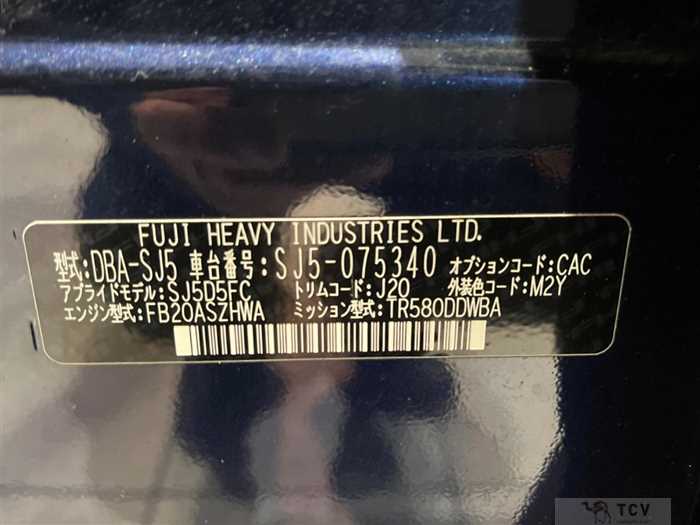 FUJI HEAVY INDUSTRIES LTD.
型式:DBA-SJ5 車台番号:SJ5-075340 オプションコード:CAC
アプライドモデル:SJ5D5FC トリムコード:J20 外装色コード:M2Y
エンジン型式:FB20ASZHWA ミッション型式:TR580DDWBA
TCV